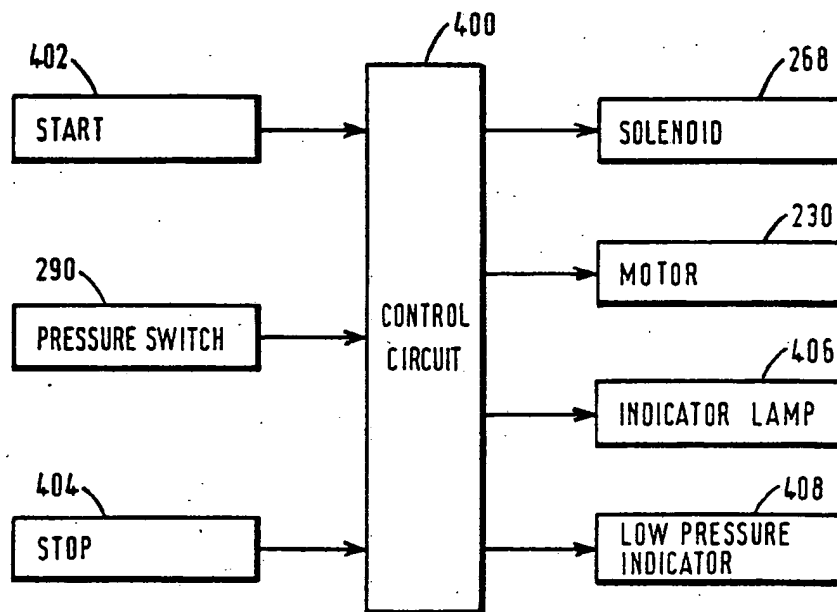 400
402
268
START
SOLENOID
290
230
PRESSURE SWITCH
MOTOR
CONTROL
CIRCUIT
406
INDICATOR LAMP
404
408
STOP
LOW PRESSURE
INDICATOR